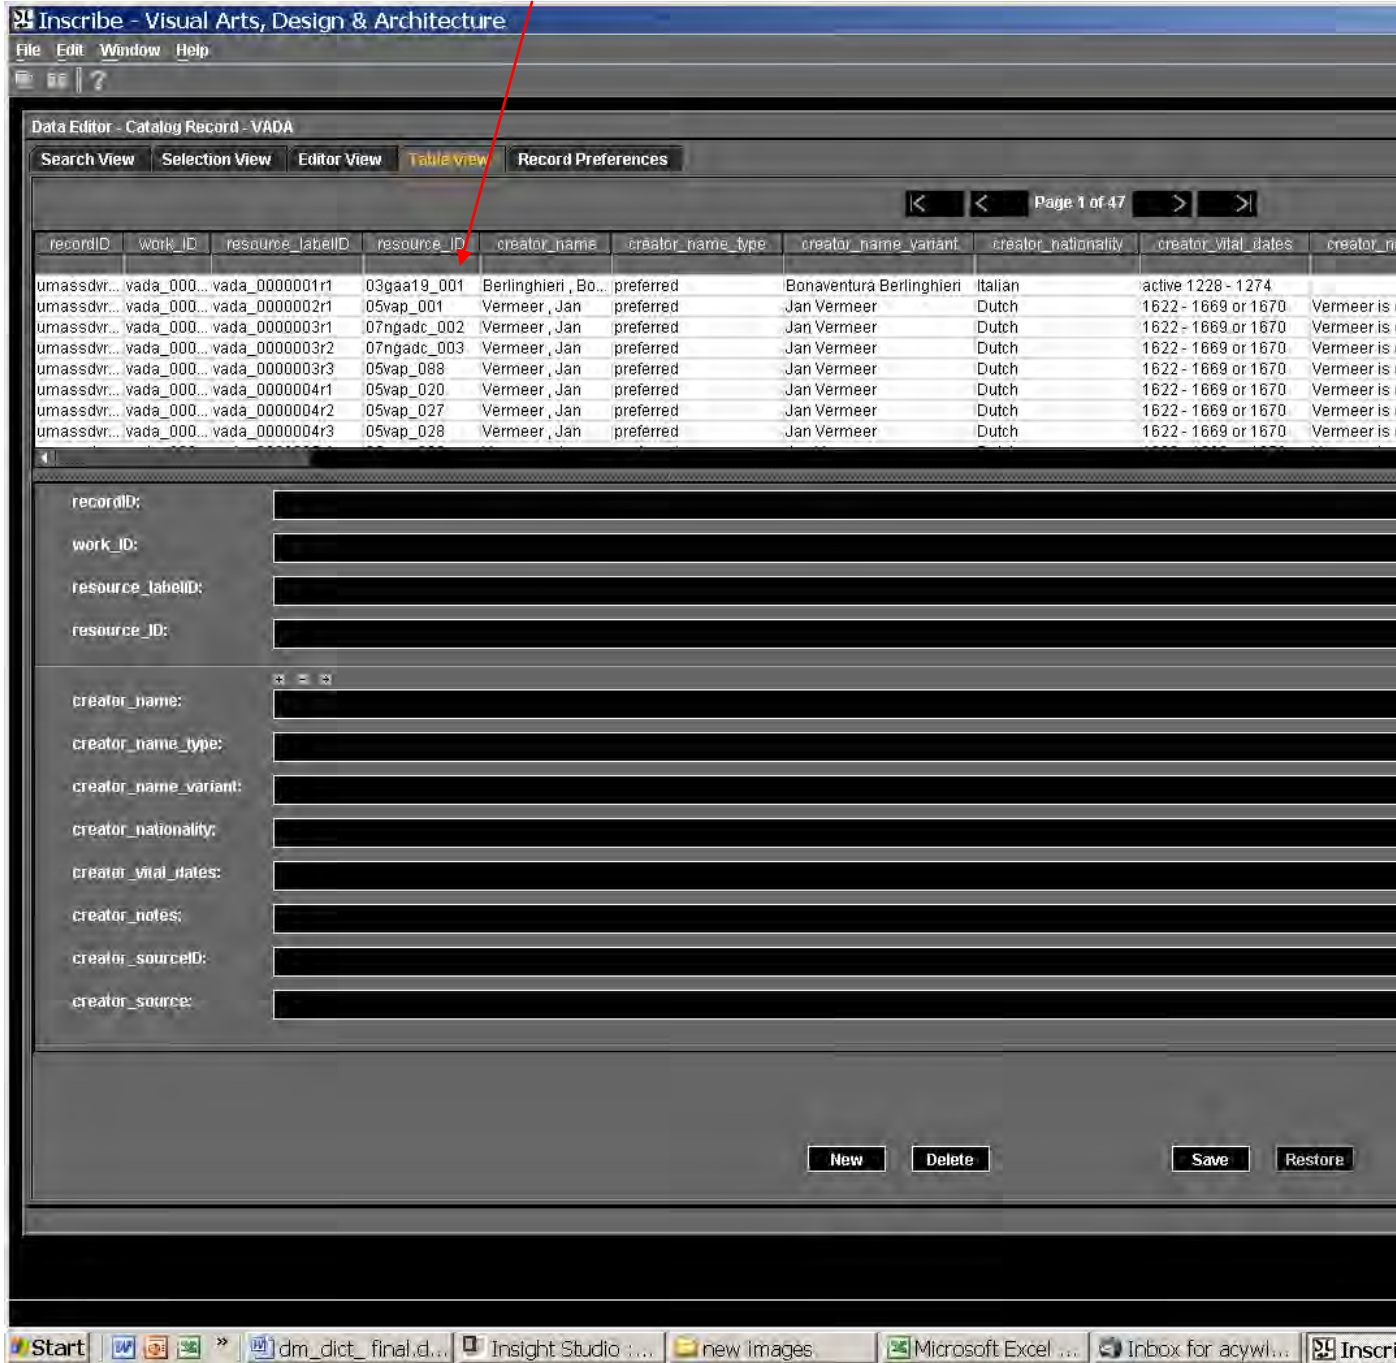 Inscribe - Visual Arts, Design & Architecture
File Edit Window Help
Data Editor - Catalog Record - VADA
Search View Selection View Editor View Table View Record Preferences
Page 1 of 47
recordID work_ID resource_labelID resource_ID creator_name creator_name_type creator_name_variant creator_nationality creator_vital_dates
umassdvr... vada_000... vada_0000001r1 03gaa19_001 Berlinghieri , Bo... preferred Bonaventura Berlinghieri Italian active 1228 - 1274
umassdvr... vada_000... vada_0000002r1 05vap_001 Vermeer , Jan preferred Jan Vermeer Dutch 1622 - 1669 or 1670 Vermeer is
umassdvr... vada_000... vada_0000003r1 07ngadc_002 Vermeer , Jan preferred Jan Vermeer Dutch 1622 - 1669 or 1670 Vermeer is
umassdvr... vada_000... vada_0000003r2 07ngadc_003 Vermeer , Jan preferred Jan Vermeer Dutch 1622 - 1669 or 1670 Vermeer is
umassdvr... vada_000... vada_0000003r3 05vap_088 Vermeer , Jan preferred Jan Vermeer Dutch 1622 - 1669 or 1670 Vermeer is
umassdvr... vada_000... vada_0000004r1 05vap_020 Vermeer , Jan preferred Jan Vermeer Dutch 1622 - 1669 or 1670 Vermeer is
umassdvr... vada_000... vada_0000004r2 05vap_027 Vermeer , Jan preferred Jan Vermeer Dutch 1622 - 1669 or 1670 Vermeer is
umassdvr... vada_000... vada_0000004r3 05vap_028 Vermeer , Jan preferred Jan Vermeer Dutch 1622 - 1669 or 1670 Vermeer is
recordID:
work_ID:
resource_labelID:
resource_ID:
creator_name:
creator_name_type:
creator_name_variant:
creator_nationality:
creator_vital_dates:
creator_notes:
creator_sourceID:
creator_source:
New Delete Save Restore
Start » dm_dict_ final.d... Insight Studio :... new images Microsoft Excel ... Inbox for acywi... Inscri